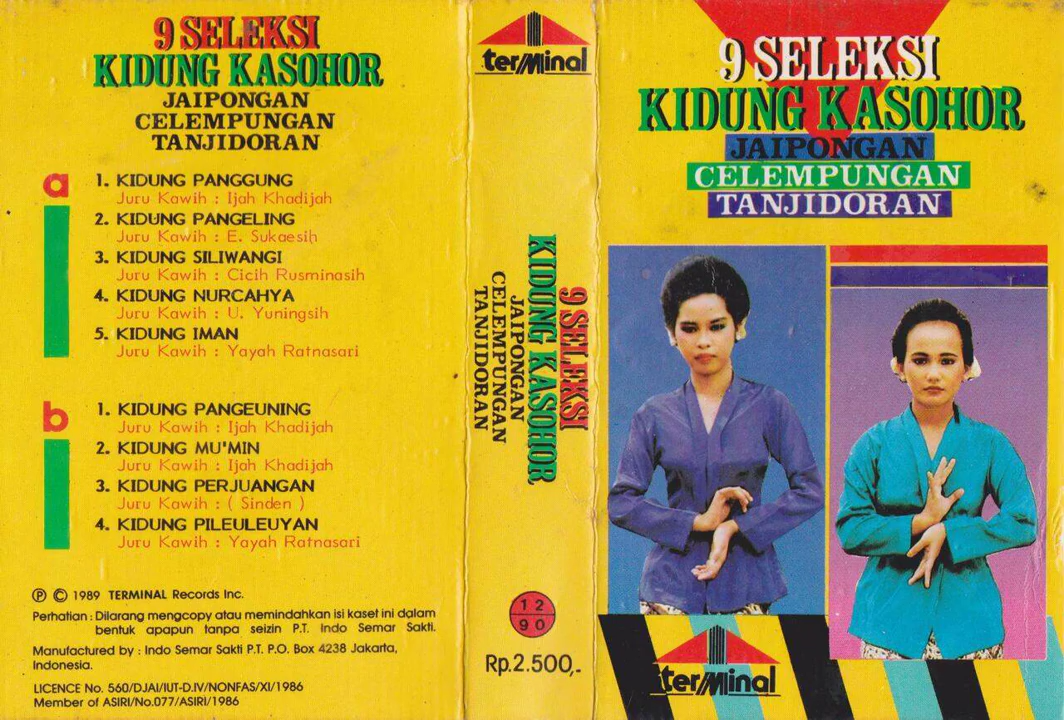 9 SELEKSI
KIDUNG KASOHOR
JAIPONGAN
CELEMPUNGAN
TANJIDORAN
a
1. KIDUNG PANGGUNG
Juru Kawih : Ijah Khadijah
2. KIDUNG PANGELING
Juru Kawih : E. Sukaesih
3. KIDUNG SILIWANGI
Juru Kawih : Cicih Rusminasih
4. KIDUNG NURCAHYA
Juru Kawih : U. Yuningsih
5. KIDUNG IMAN
Juru Kawih : Yayah Ratnasari
b
1. KIDUNG PANGEUNING
Juru Kawih : Ijah Khadijah
2. KIDUNG MU'MIN
Juru Kawih : Ijah Khadijah
3. KIDUNG PERJUANGAN
Juru Kawih : ( Sinden )
4. KIDUNG PILEULEUYAN
Juru Kawih : Yayah Ratnasari
Ⓟ © 1989 TERMINAL Records Inc.
Perhatian : Dilarang mengcopy atau memindahkan isi kaset ini dalam
bentuk apapun tanpa seizin P.T. Indo Semar Sakti.
Manufactured by : Indo Semar Sakti P.T. P.O. Box 4238 Jakarta,
Indonesia.
LICENCE No. 560/DJAI/IUT-D.IV/NONFAS/XI/1986
Member of ASIRI/No.077/ASIRI/1986
terMinal
9 SELEKSI
KIDUNG KASOHOR
JAIPONGAN
CELEMPUNGAN
TANJIDORAN
12
90
Rp.2.500,-
9 SELEKSI
KIDUNG KASOHOR
JAIPONGAN
CELEMPUNGAN
TANJIDORAN
terMinal